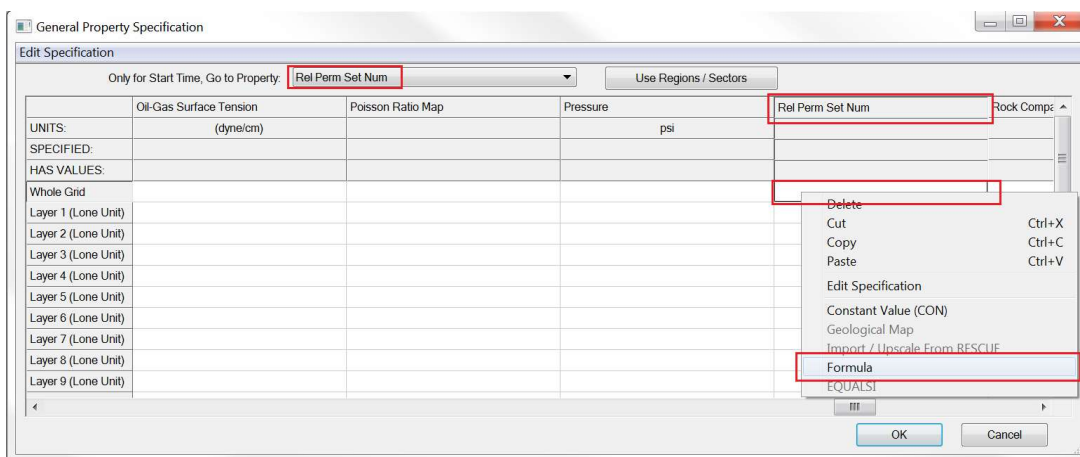 General Property Specification
Edit Specification
Only for Start Time, Go to Property: Rel Perm Set Num Use Regions / Sectors
Oil-Gas Surface Tension Poisson Ratio Map Pressure Rel Perm Set Num Rock Compa
UNITS: (dyne/cm) psi
SPECIFIED:
HAS VALUES:
Whole Grid
Layer 1 (Lone Unit)
Layer 2 (Lone Unit)
Layer 3 (Lone Unit)
Layer 4 (Lone Unit)
Layer 5 (Lone Unit)
Layer 6 (Lone Unit)
Layer 7 (Lone Unit)
Layer 8 (Lone Unit)
Layer 9 (Lone Unit)
Delete
Cut Ctrl+X
Copy Ctrl+C
Paste Ctrl+V
Edit Specification
Constant Value (CON)
Geological Map
Import / Upscale From RESCUE
Formula
EQUALSI
OK Cancel